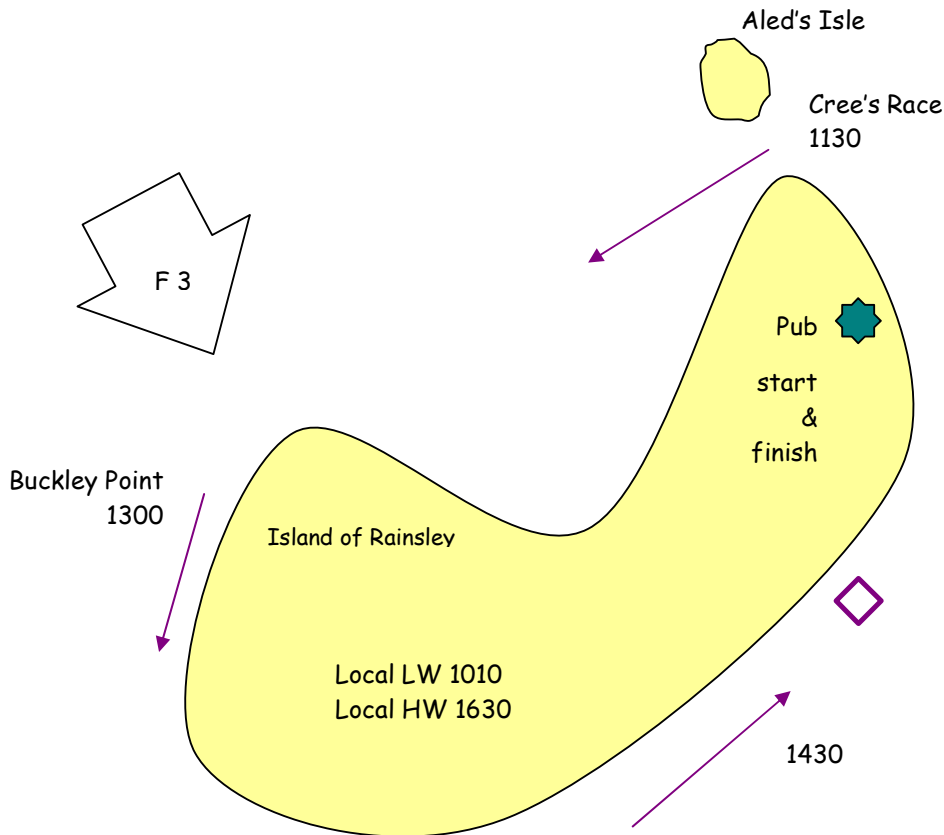 Aled's Isle
Cree's Race
1130
F 3
Pub
start
&
finish
Buckley Point
1300
Island of Rainsley
Local LW 1010
Local HW 1630
1430